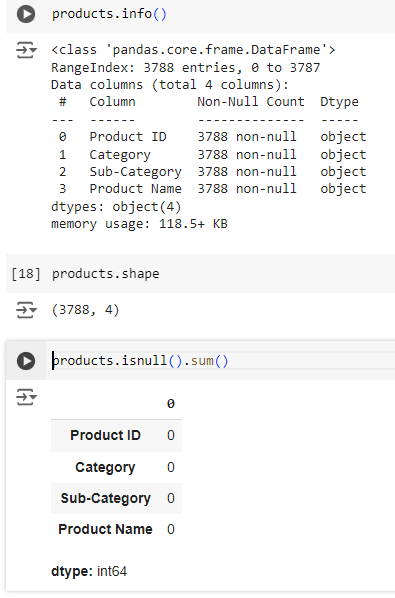 products.info()
<class 'pandas.core.frame.DataFrame'>
RangeIndex: 3788 entries, 0 to 3787
Data columns (total 4 columns):
 #   Column        Non-Null Count  Dtype
---  ------        --------------  -----
 0   Product ID    3788 non-null   object
 1   Category      3788 non-null   object
 2   Sub-Category  3788 non-null   object
 3   Product Name  3788 non-null   object
dtypes: object(4)
memory usage: 118.5+ KB
[18] products.shape
(3788, 4)
products.isnull().sum()
0
Product ID 0
Category 0
Sub-Category 0
Product Name 0
dtype: int64